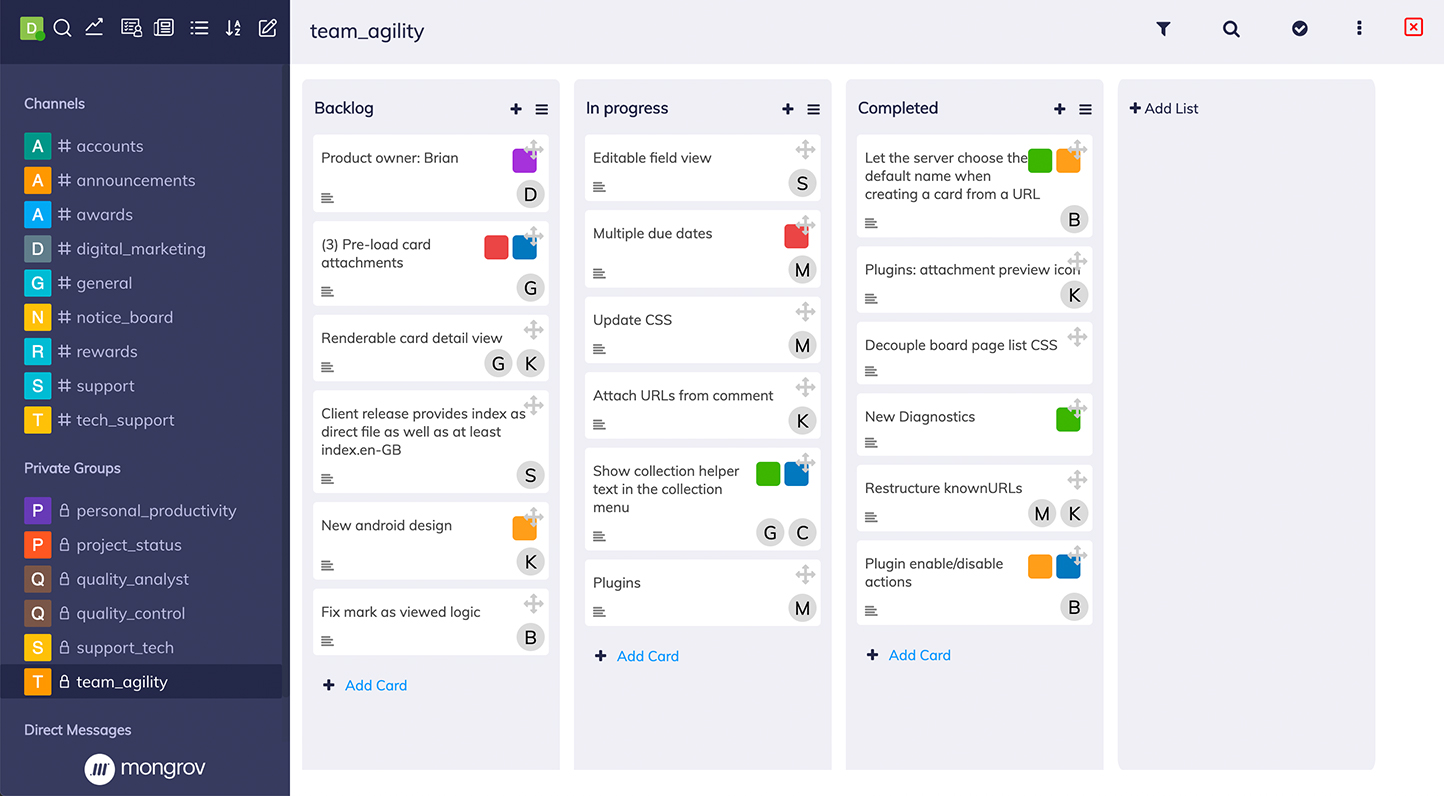 D
team_agility
Channels
A # accounts
A # announcements
A # awards
D # digital_marketing
G # general
N # notice_board
R # rewards
S # support
T # tech_support
Private Groups
P personal_productivity
P project_status
Q quality_analyst
Q quality_control
S support_tech
T team_agility
Direct Messages
mongrov
Backlog
Product owner: Brian
D
(3) Pre-load card
attachments
G
Renderable card detail view
G K
Client release provides index as
direct file as well as at least
index.en-GB
S
New android design
K
Fix mark as viewed logic
B
+ Add Card
In progress
Editable field view
S
Multiple due dates
M
Update CSS
M
Attach URLs from comment
K
Show collection helper
text in the collection
menu
G C
Plugins
M
+ Add Card
Completed
Let the server choose the
default name when
creating a card from a URL
B
Plugins: attachment preview icon
K
Decouple board page list CSS
New Diagnostics
Restructure knownURLs
M K
Plugin enable/disable
actions
B
+ Add Card
+ Add List